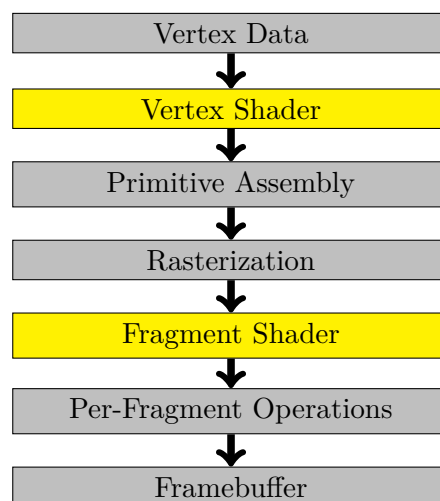 Vertex Data
Vertex Shader
Primitive Assembly
Rasterization
Fragment Shader
Per-Fragment Operations
Framebuffer